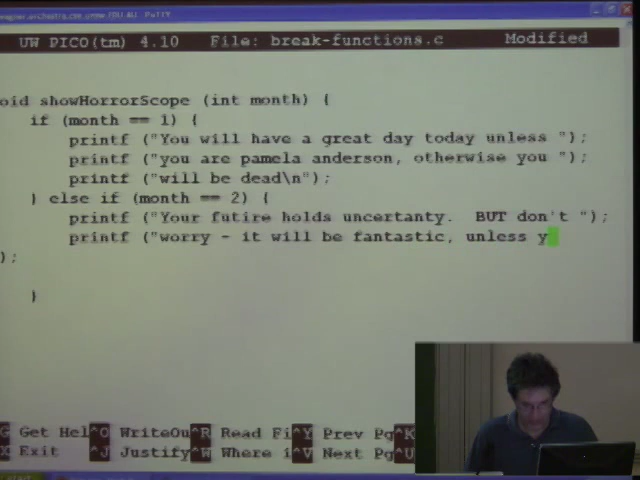 UW PICO(tm) 4.10 File: break-functions.c Modified
oid showHorrorScope (int month) {
if (month == 1) {
printf ("You will have a great day today unless ");
printf ("you are pamela anderson, otherwise you ");
printf ("will be dead\n");
} else if (month == 2) {
printf ("Your futire holds uncertanty. BUT don't ");
printf ("worry - it will be fantastic, unless y
);
}
G Get Hel ^O WriteOu ^R Read Fi ^Y Prev Pg ^K
X Exit ^J Justify ^W Where i ^V Next Pg ^U